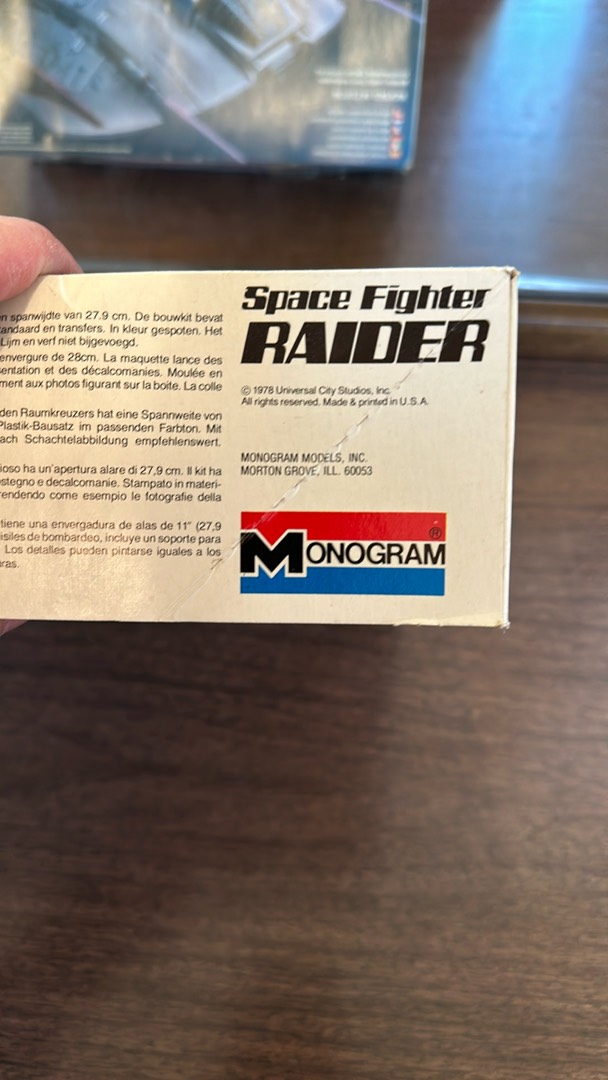 n spanwijdte van 27.9 cm. De bouwkit bevat
andaard en transfers. In kleur gespoten. Het
Lijm en verf niet bijgevoegd.
envergure de 28cm. La maquette lance des
entation et des décalcomanies. Moulée en
ment aux photos figurant sur la boite. La colle
den Raumkreuzers hat eine Spannweite von
Plastik-Bausatz im passenden Farbton. Mit
ach Schachtelabbildung empfehlenswert.
ioso ha un'apertura alare di 27,9 cm. Il kit ha
stegno e decalcomanie. Stampato in materi-
rendendo come esempio le fotografie della
tiene una envergadura de alas de 11" (27,9
isiles de bombardeo, incluye un soporte para
Los detalles pueden pintarse iguales a los
ras.
Space Fighter
RAIDER
© 1978 Universal City Studios, Inc.
All rights reserved. Made & printed in U.S.A.
MONOGRAM MODELS, INC.
MORTON GROVE, ILL. 60053
MONOGRAM®